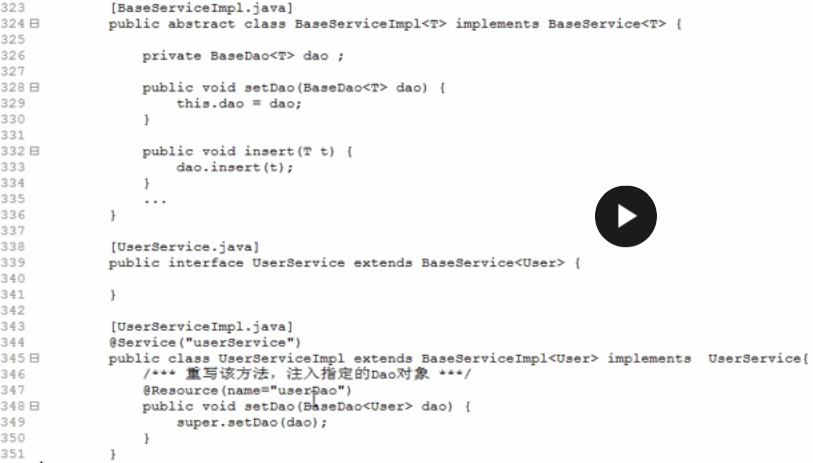 323 [BaseServiceImpl.java]
324 public abstract class BaseServiceImpl<T> implements BaseService<T> {
325
326 private BaseDao<T> dao ;
327
328 public void setDao(BaseDao<T> dao) {
329 this.dao = dao;
330 }
331
332 public void insert(T t) {
333 dao.insert(t);
334 }
335 ...
336 }
337
338 [UserService.java]
339 public interface UserService extends BaseService<User> {
340
341 }
342
343 [UserServiceImpl.java]
344 @Service("userService")
345 public class UserServiceImpl extends BaseServiceImpl<User> implements UserService{
346 /*** 重写该方法，注入指定的Dao对象 ***/
347 @Resource(name="userDao")
348 public void setDao(BaseDao<User> dao) {
349 super.setDao(dao);
350 }
351 }